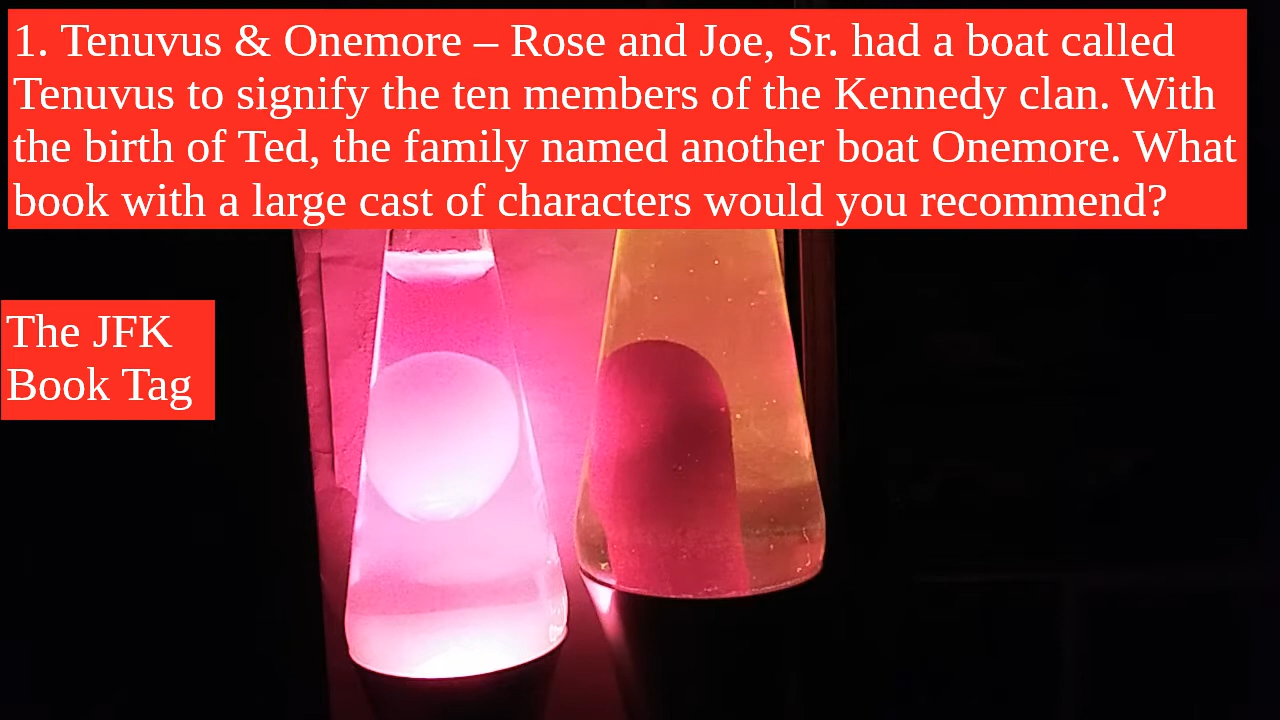 1. Tenuvus & Onemore – Rose and Joe, Sr. had a boat called
Tenuvus to signify the ten members of the Kennedy clan. With
the birth of Ted, the family named another boat Onemore. What
book with a large cast of characters would you recommend?
The JFK
Book Tag